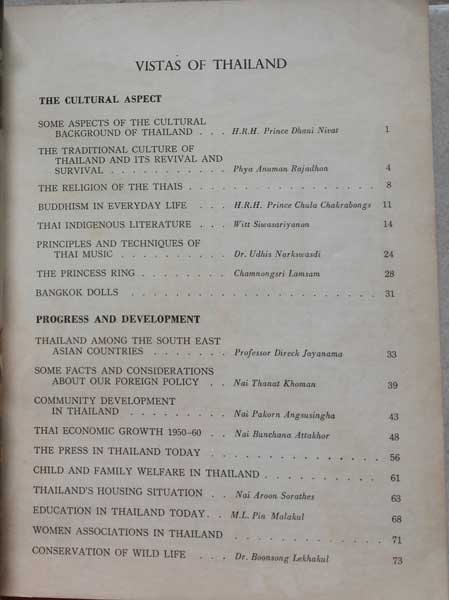 VISTAS OF THAILAND
THE CULTURAL ASPECT
SOME ASPECTS OF THE CULTURAL
BACKGROUND OF THAILAND . . . H.R.H. Prince Dhani Nivat 1
THE TRADITIONAL CULTURE OF
THAILAND AND ITS REVIVAL AND
SURVIVAL . . . . . . . . . . . Phya Anuman Rajadhon 4
THE RELIGION OF THE THAIS . . . . . . . . . . . . . . . . . 8
BUDDHISM IN EVERYDAY LIFE . . . H.R.H. Prince Chula Chakrabongs 11
THAI INDIGENOUS LITERATURE . . . Witt Siwasariyanon 14
PRINCIPLES AND TECHNIQUES OF
THAI MUSIC . . . . . . . . . . Dr. Udhis Narkswasdi 24
THE PRINCESS RING . . . . . . . . Chamnongsri Lamsam 28
BANGKOK DOLLS . . . . . . . . . . . . . . . . . . . . . . 31
PROGRESS AND DEVELOPMENT
THAILAND AMONG THE SOUTH EAST
ASIAN COUNTRIES . . . . . . . Professor Direck Jayanama 33
SOME FACTS AND CONSIDERATIONS
ABOUT OUR FOREIGN POLICY . . Nai Thanat Khoman 39
COMMUNITY DEVELOPMENT
IN THAILAND . . . . . . . . . Nai Pakorn Angsusingha 43
THAI ECONOMIC GROWTH 1950-60 . . Nai Bunchana Attakhor 48
THE PRESS IN THAILAND TODAY . . . . . . . . . . . . . . . 56
CHILD AND FAMILY WELFARE IN THAILAND . . . . . . . . . . 61
THAILAND'S HOUSING SITUATION . . Nai Aroon Sorathes 63
EDUCATION IN THAILAND TODAY . . M.L. Pin Malakul 68
WOMEN ASSOCIATIONS IN THAILAND . . . . . . . . . . . . . 71
CONSERVATION OF WILD LIFE . . . Dr. Boonsong Lekhakul 73